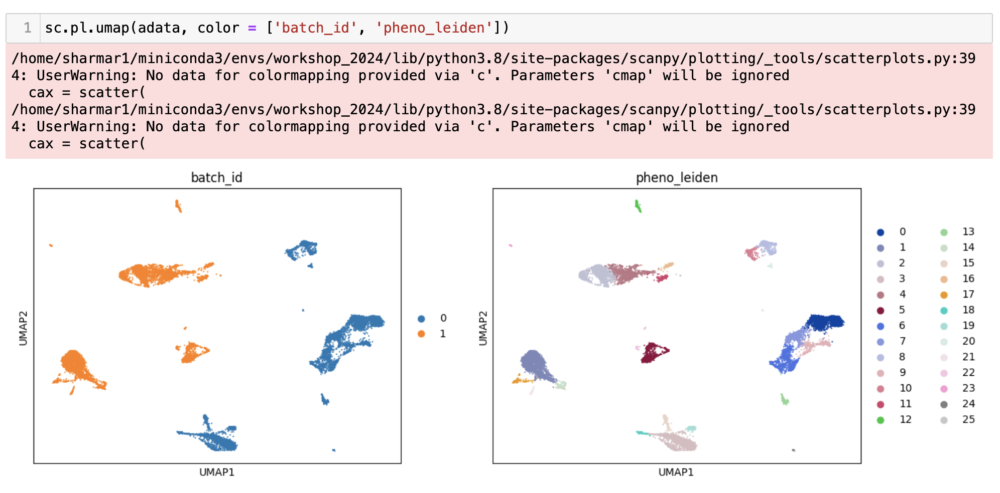 1 sc.pl.umap(adata, color = ['batch_id', 'pheno_leiden'])
/home/sharmar1/miniconda3/envs/workshop_2024/lib/python3.8/site-packages/scanpy/plotting/_tools/scatterplots.py:39
4: UserWarning: No data for colormapping provided via 'c'. Parameters 'cmap' will be ignored
  cax = scatter(
/home/sharmar1/miniconda3/envs/workshop_2024/lib/python3.8/site-packages/scanpy/plotting/_tools/scatterplots.py:39
4: UserWarning: No data for colormapping provided via 'c'. Parameters 'cmap' will be ignored
  cax = scatter(
batch_id
UMAP2
UMAP1
0
1
pheno_leiden
UMAP2
UMAP1
0
1
2
3
4
5
6
7
8
9
10
11
12
13
14
15
16
17
18
19
20
21
22
23
24
25